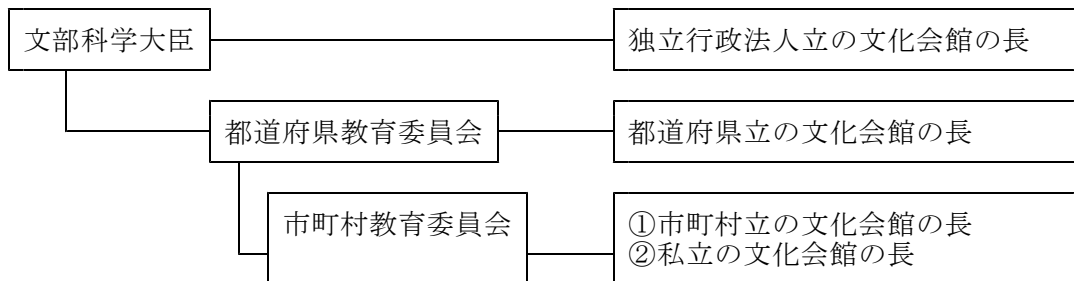 文部科学大臣
独立行政法人立の文化会館の長
都道府県教育委員会
都道府県立の文化会館の長
市町村教育委員会
①市町村立の文化会館の長
②私立の文化会館の長